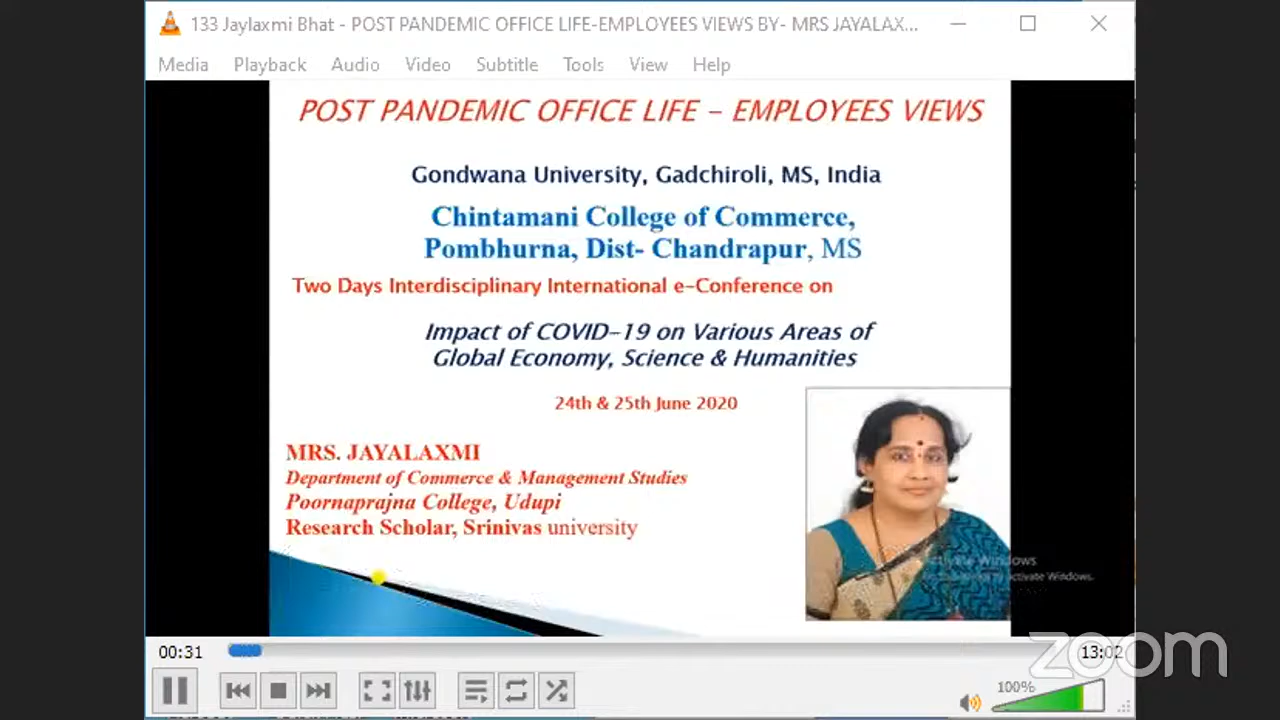 133 Jaylaxmi Bhat - POST PANDEMIC OFFICE LIFE-EMPLOYEES VIEWS BY- MRS JAYALAX...
Media Playback Audio Video Subtitle Tools View Help
POST PANDEMIC OFFICE LIFE – EMPLOYEES VIEWS
Gondwana University, Gadchiroli, MS, India
Chintamani College of Commerce,
Pombhurna, Dist- Chandrapur, MS
Two Days Interdisciplinary International e-Conference on
Impact of COVID-19 on Various Areas of
Global Economy, Science & Humanities
24th & 25th June 2020
MRS. JAYALAXMI
Department of Commerce & Management Studies
Poornaprajna College, Udupi
Research Scholar, Srinivas university
Activate Windows
activate Windows.
00:31
13:02
zoom
100%